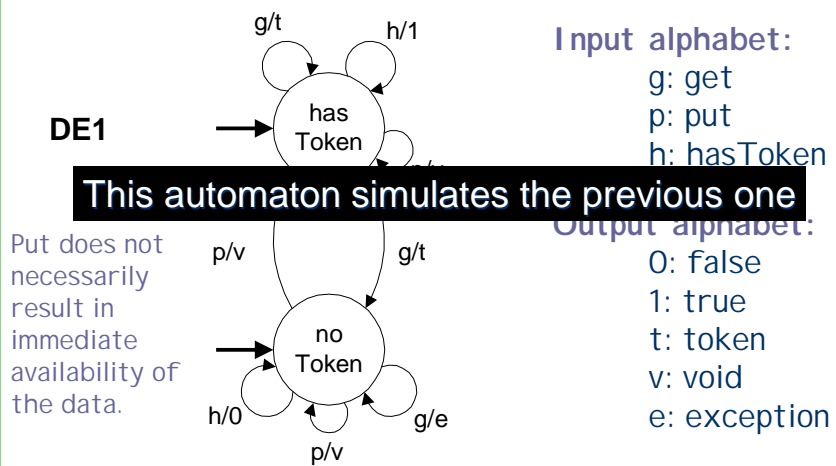 g/t
h/1
Input alphabet:
g: get
p: put
h: hasToken
DE1
has
Token
This automaton simulates the previous one
Output alphabet:
0: false
1: true
t: token
v: void
e: exception
Put does not
necessarily
result in
immediate
availability of
the data.
p/v
g/t
no
Token
h/0
g/e
p/v